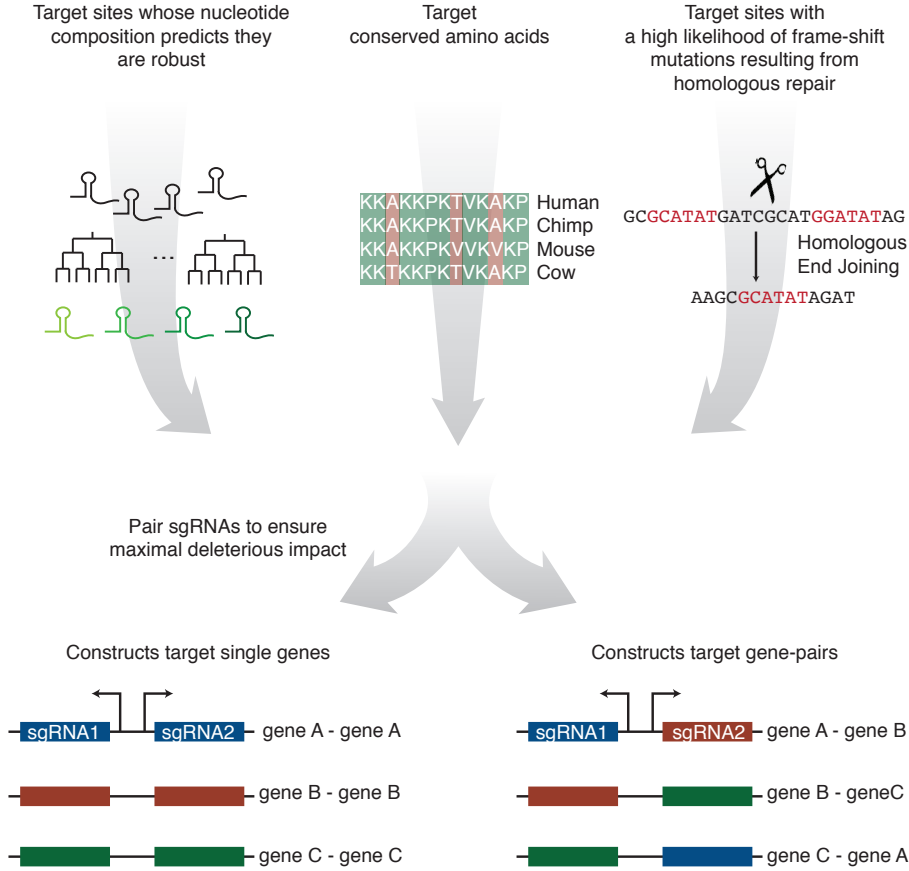 Target sites whose nucleotide
composition predicts they
are robust
Target
conserved amino acids
Target sites with
a high likelihood of frame-shift
mutations resulting from
homologous repair
...
KKAKKPKTVKAKP Human
KKAKKPKTVKAKP Chimp
KKAKKPKVVKVKP Mouse
KKTKKPKTVKAKP Cow
GCGCATATGATCGCATGGATATAG
Homologous
End Joining
AAGCGCATATAGAT
Pair sgRNAs to ensure
maximal deleterious impact
Constructs target single genes
sgRNA1 sgRNA2 gene A - gene A
gene B - gene B
gene C - gene C
Constructs target gene-pairs
sgRNA1 sgRNA2 gene A - gene B
gene B - geneC
gene C - gene A